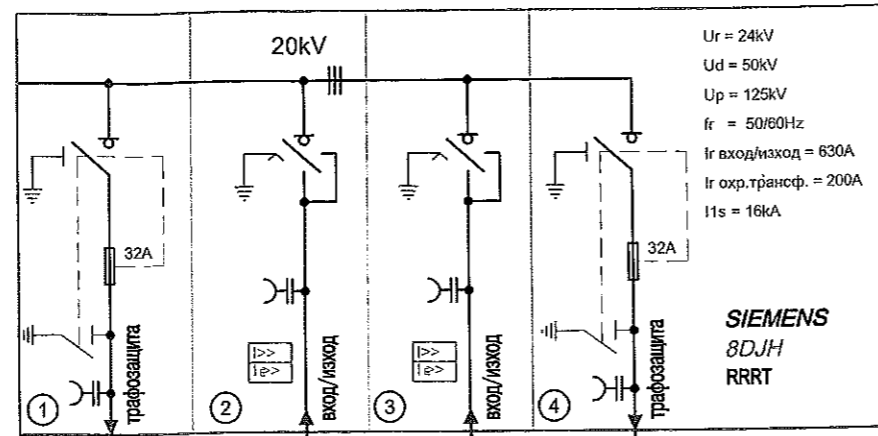 20kV
Ur = 24kV
Ud = 50kV
Up = 125kV
fr = 50/60Hz
Ir вход/изход = 630A
Ir охр.трансф. = 200A
I1s = 16kA
32A
32A
I>>
Ie>
I>>
Ie>
трафозащита
вход/изход
вход/изход
трафозащита
1
2
3
4
SIEMENS
8DJH
RRRT